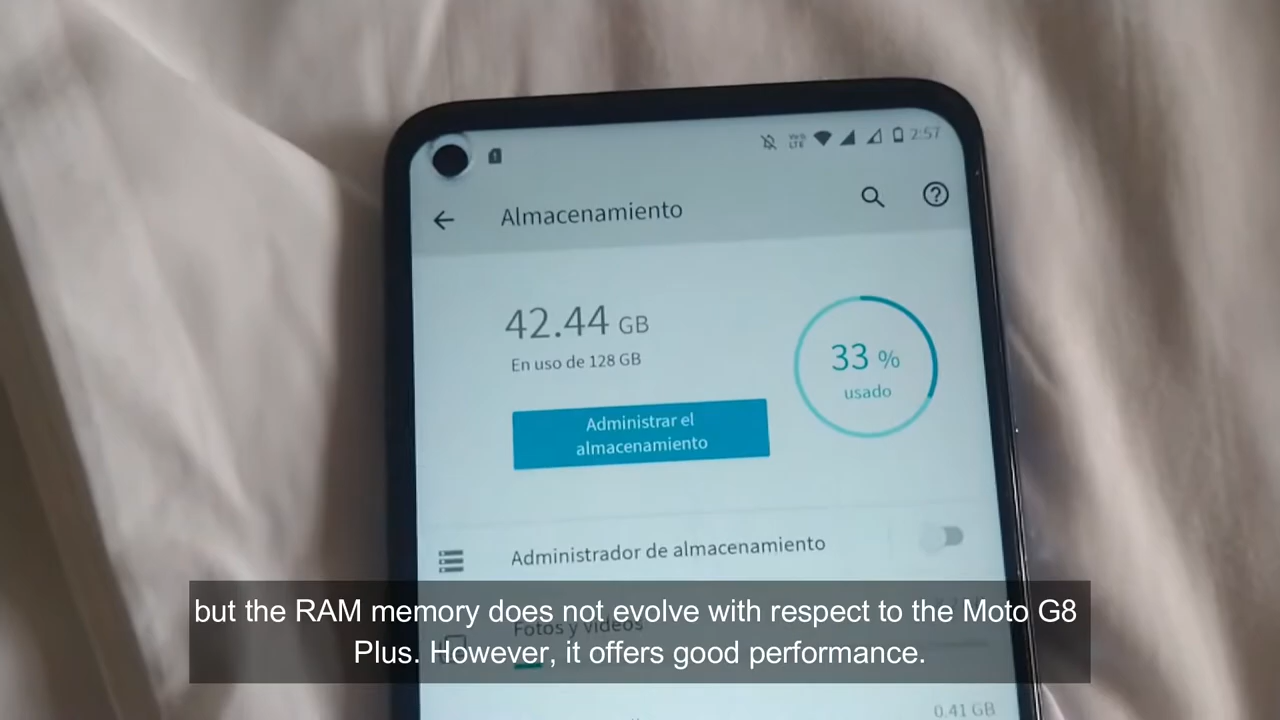 2:57
Almacenamiento
42.44 GB
En uso de 128 GB
33 %
usado
Administrar el
almacenamiento
Administrador de almacenamiento
Fotos y videos
but the RAM memory does not evolve with respect to the Moto G8
Plus. However, it offers good performance.
0.41 GB